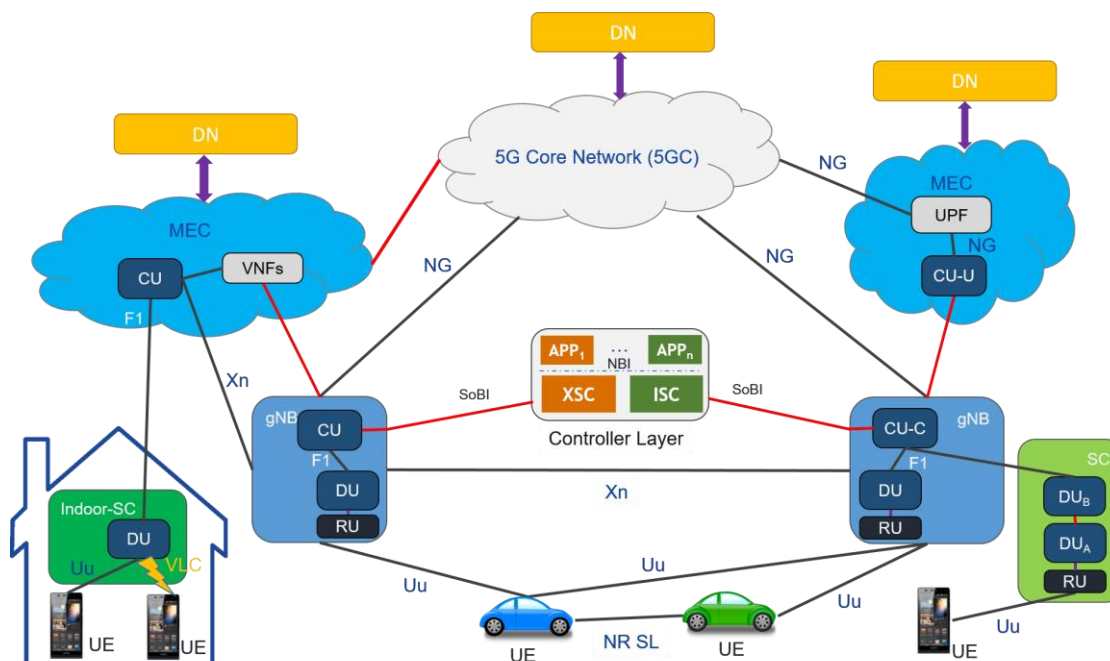 DN
DN
DN
5G Core Network (5GC)
NG
MEC
UPF
NG
CU-U
MEC
CU
VNFs
F1
NG
NG
Xn
APP1 ... APPn
NBI
XSC ISC
SoBI
SoBI
Controller Layer
gNB
CU
F1
DU
RU
gNB
CU-C
F1
DU
RU
Xn
SC
DUB
DUA
RU
Indoor-SC
DU
Uu
VLC
UE
UE
Uu
Uu
Uu
NR SL
UE
UE
Uu
UE